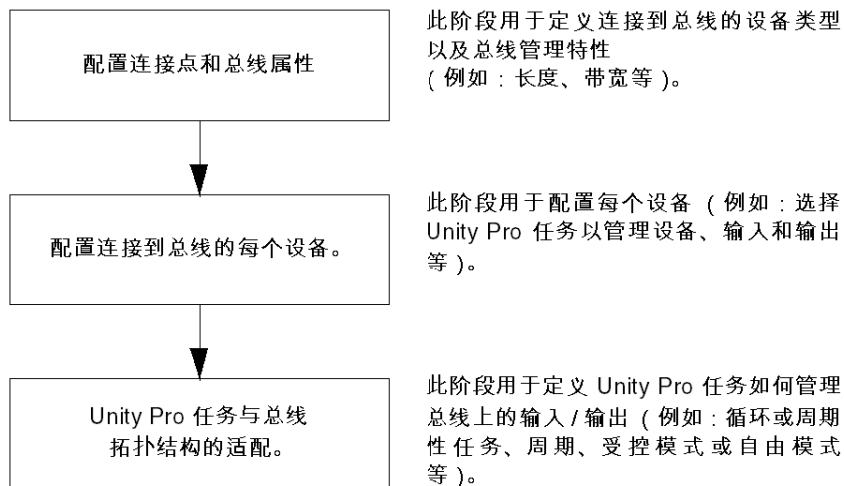 配置连接点和总线属性
此阶段用于定义连接到总线的设备类型
以及总线管理特性
(例如:长度、带宽等)。
配置连接到总线的每个设备。
此阶段用于配置每个设备 (例如:选择
Unity Pro 任务以管理设备、输入和输出
等)。
Unity Pro 任务与总线
拓扑结构的适配。
此阶段用于定义 Unity Pro 任务如何管理
总线上的输入/输出 (例如:循环或周期
性任务、周期、受控模式或自由模式
等)。